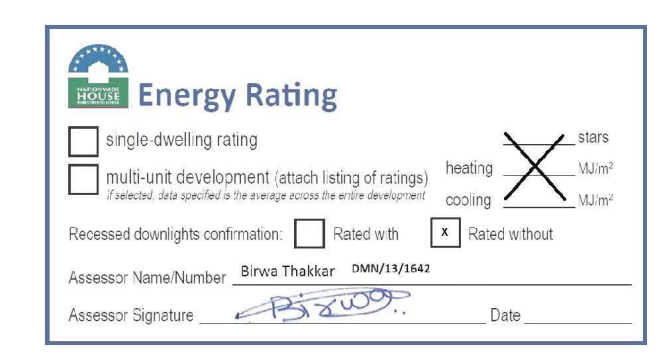 NATIONWIDE
HOUSE
Energy Rating
single-dwelling rating
stars
multi-unit development (attach listing of ratings)
heating MJ/m²
If selected, data specified is the average across the entire development
cooling MJ/m²
Recessed downlights confirmation: Rated with x Rated without
Assessor Name/Number Birwa Thakkar DMN/13/1642
Assessor Signature Birwa
Date